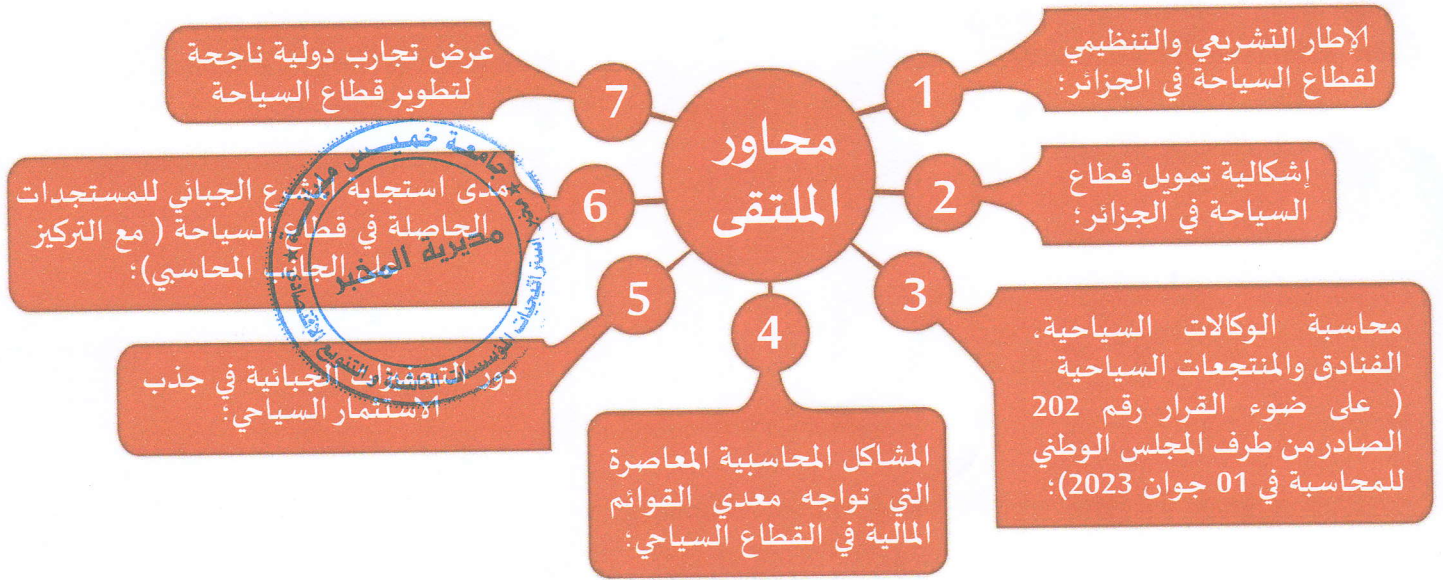 محاور
الملتقى
1
الإطار التشريعي والتنظيمي
لقطاع السياحة في الجزائر؛
2
إشكالية تمويل قطاع
السياحة في الجزائر؛
3
محاسبة الوكالات السياحية،
الفنادق والمنتجعات السياحية
( على ضوء القرار رقم 202
الصادر من طرف المجلس الوطني
للمحاسبة في 01 جوان 2023)؛
4
المشاكل المحاسبية المعاصرة
التي تواجه معدي القوائم
المالية في القطاع السياحي؛
5
دور التحفيزات الجبائية في جذب
الاستثمار السياحي؛
6
مدى استجابة المشرع الجبائي للمستجدات
الحاصلة في قطاع السياحة ( مع التركيز
على الجانب المحاسبي)؛
7
عرض تجارب دولية ناجحة
لتطوير قطاع السياحة
جامعة خميس مليانة
مديرية المخبر